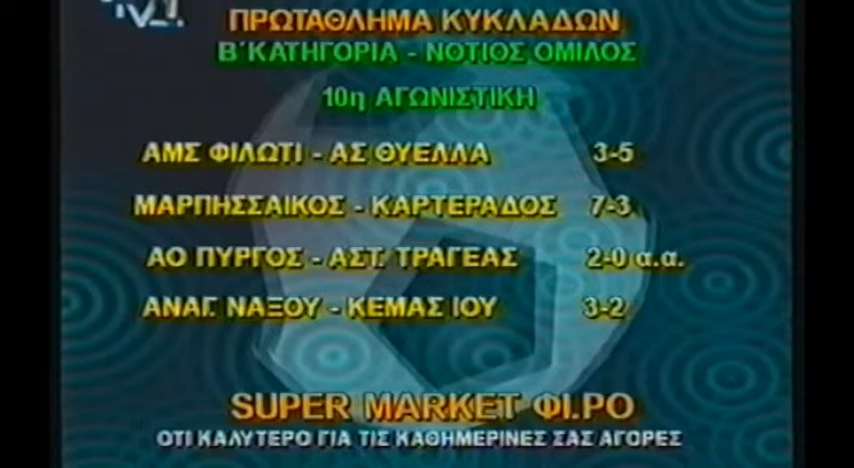 TV1
ΠΡΩΤΑΘΛΗΜΑ ΚΥΚΛΑΔΩΝ
Β΄ΚΑΤΗΓΟΡΙΑ - ΝΟΤΙΟΣ ΟΜΙΛΟΣ
10η ΑΓΩΝΙΣΤΙΚΗ
ΑΜΣ ΦΙΛΩΤΙ - ΑΣ ΘΥΕΛΛΑ 3-5
ΜΑΡΠΗΣΣΑΙΚΟΣ - ΚΑΡΤΕΡΑΔΟΣ 7-3
ΑΟ ΠΥΡΓΟΣ - ΑΣΤ. ΤΡΑΓΕΑΣ 2-0 α.α.
ΑΝΑΓ. ΝΑΞΟΥ - ΚΕΜΑΣ ΙΟΥ 3-2
SUPER MARKET ΦΙ.ΡΟ
ΟΤΙ ΚΑΛΥΤΕΡΟ ΓΙΑ ΤΙΣ ΚΑΘΗΜΕΡΙΝΕΣ ΣΑΣ ΑΓΟΡΕΣ